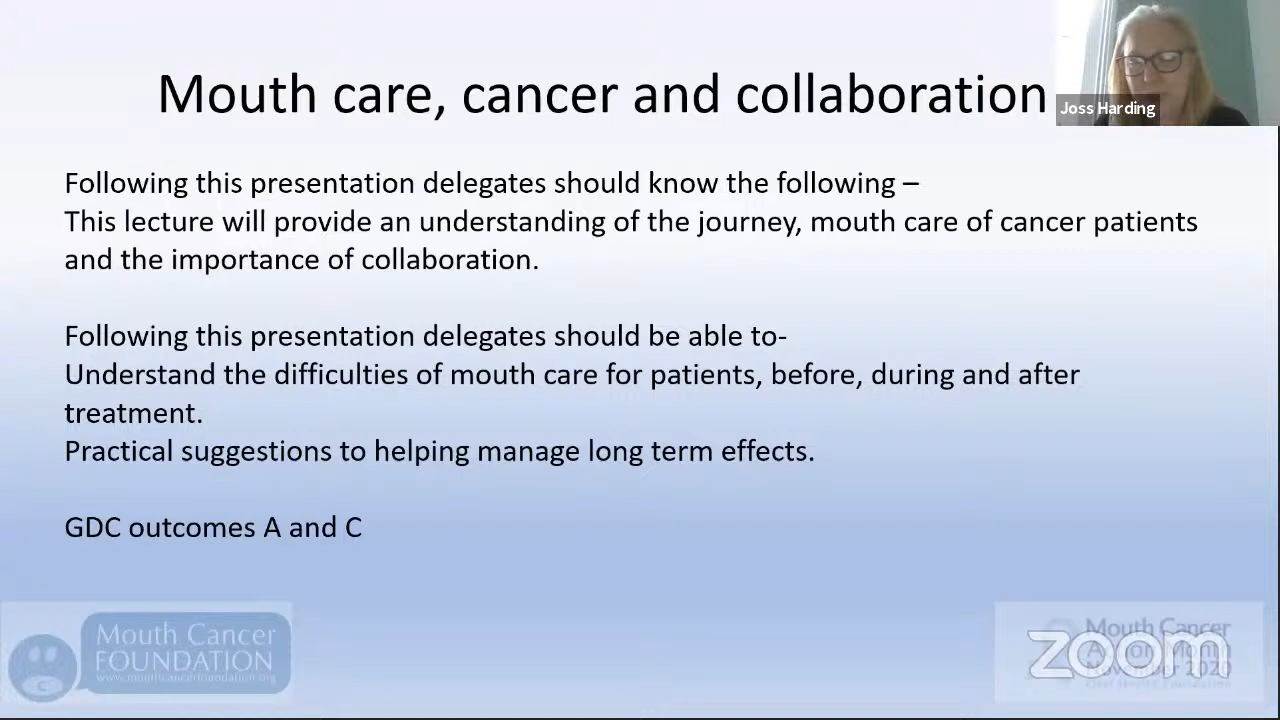 Mouth care, cancer and collaboration
Joss Harding
Following this presentation delegates should know the following –
This lecture will provide an understanding of the journey, mouth care of cancer patients
and the importance of collaboration.
Following this presentation delegates should be able to-
Understand the difficulties of mouth care for patients, before, during and after
treatment.
Practical suggestions to helping manage long term effects.
GDC outcomes A and C
Mouth Cancer
FOUNDATION
www.mouthcancerfoundation.org
Mouth Cancer
zoom
November 2020